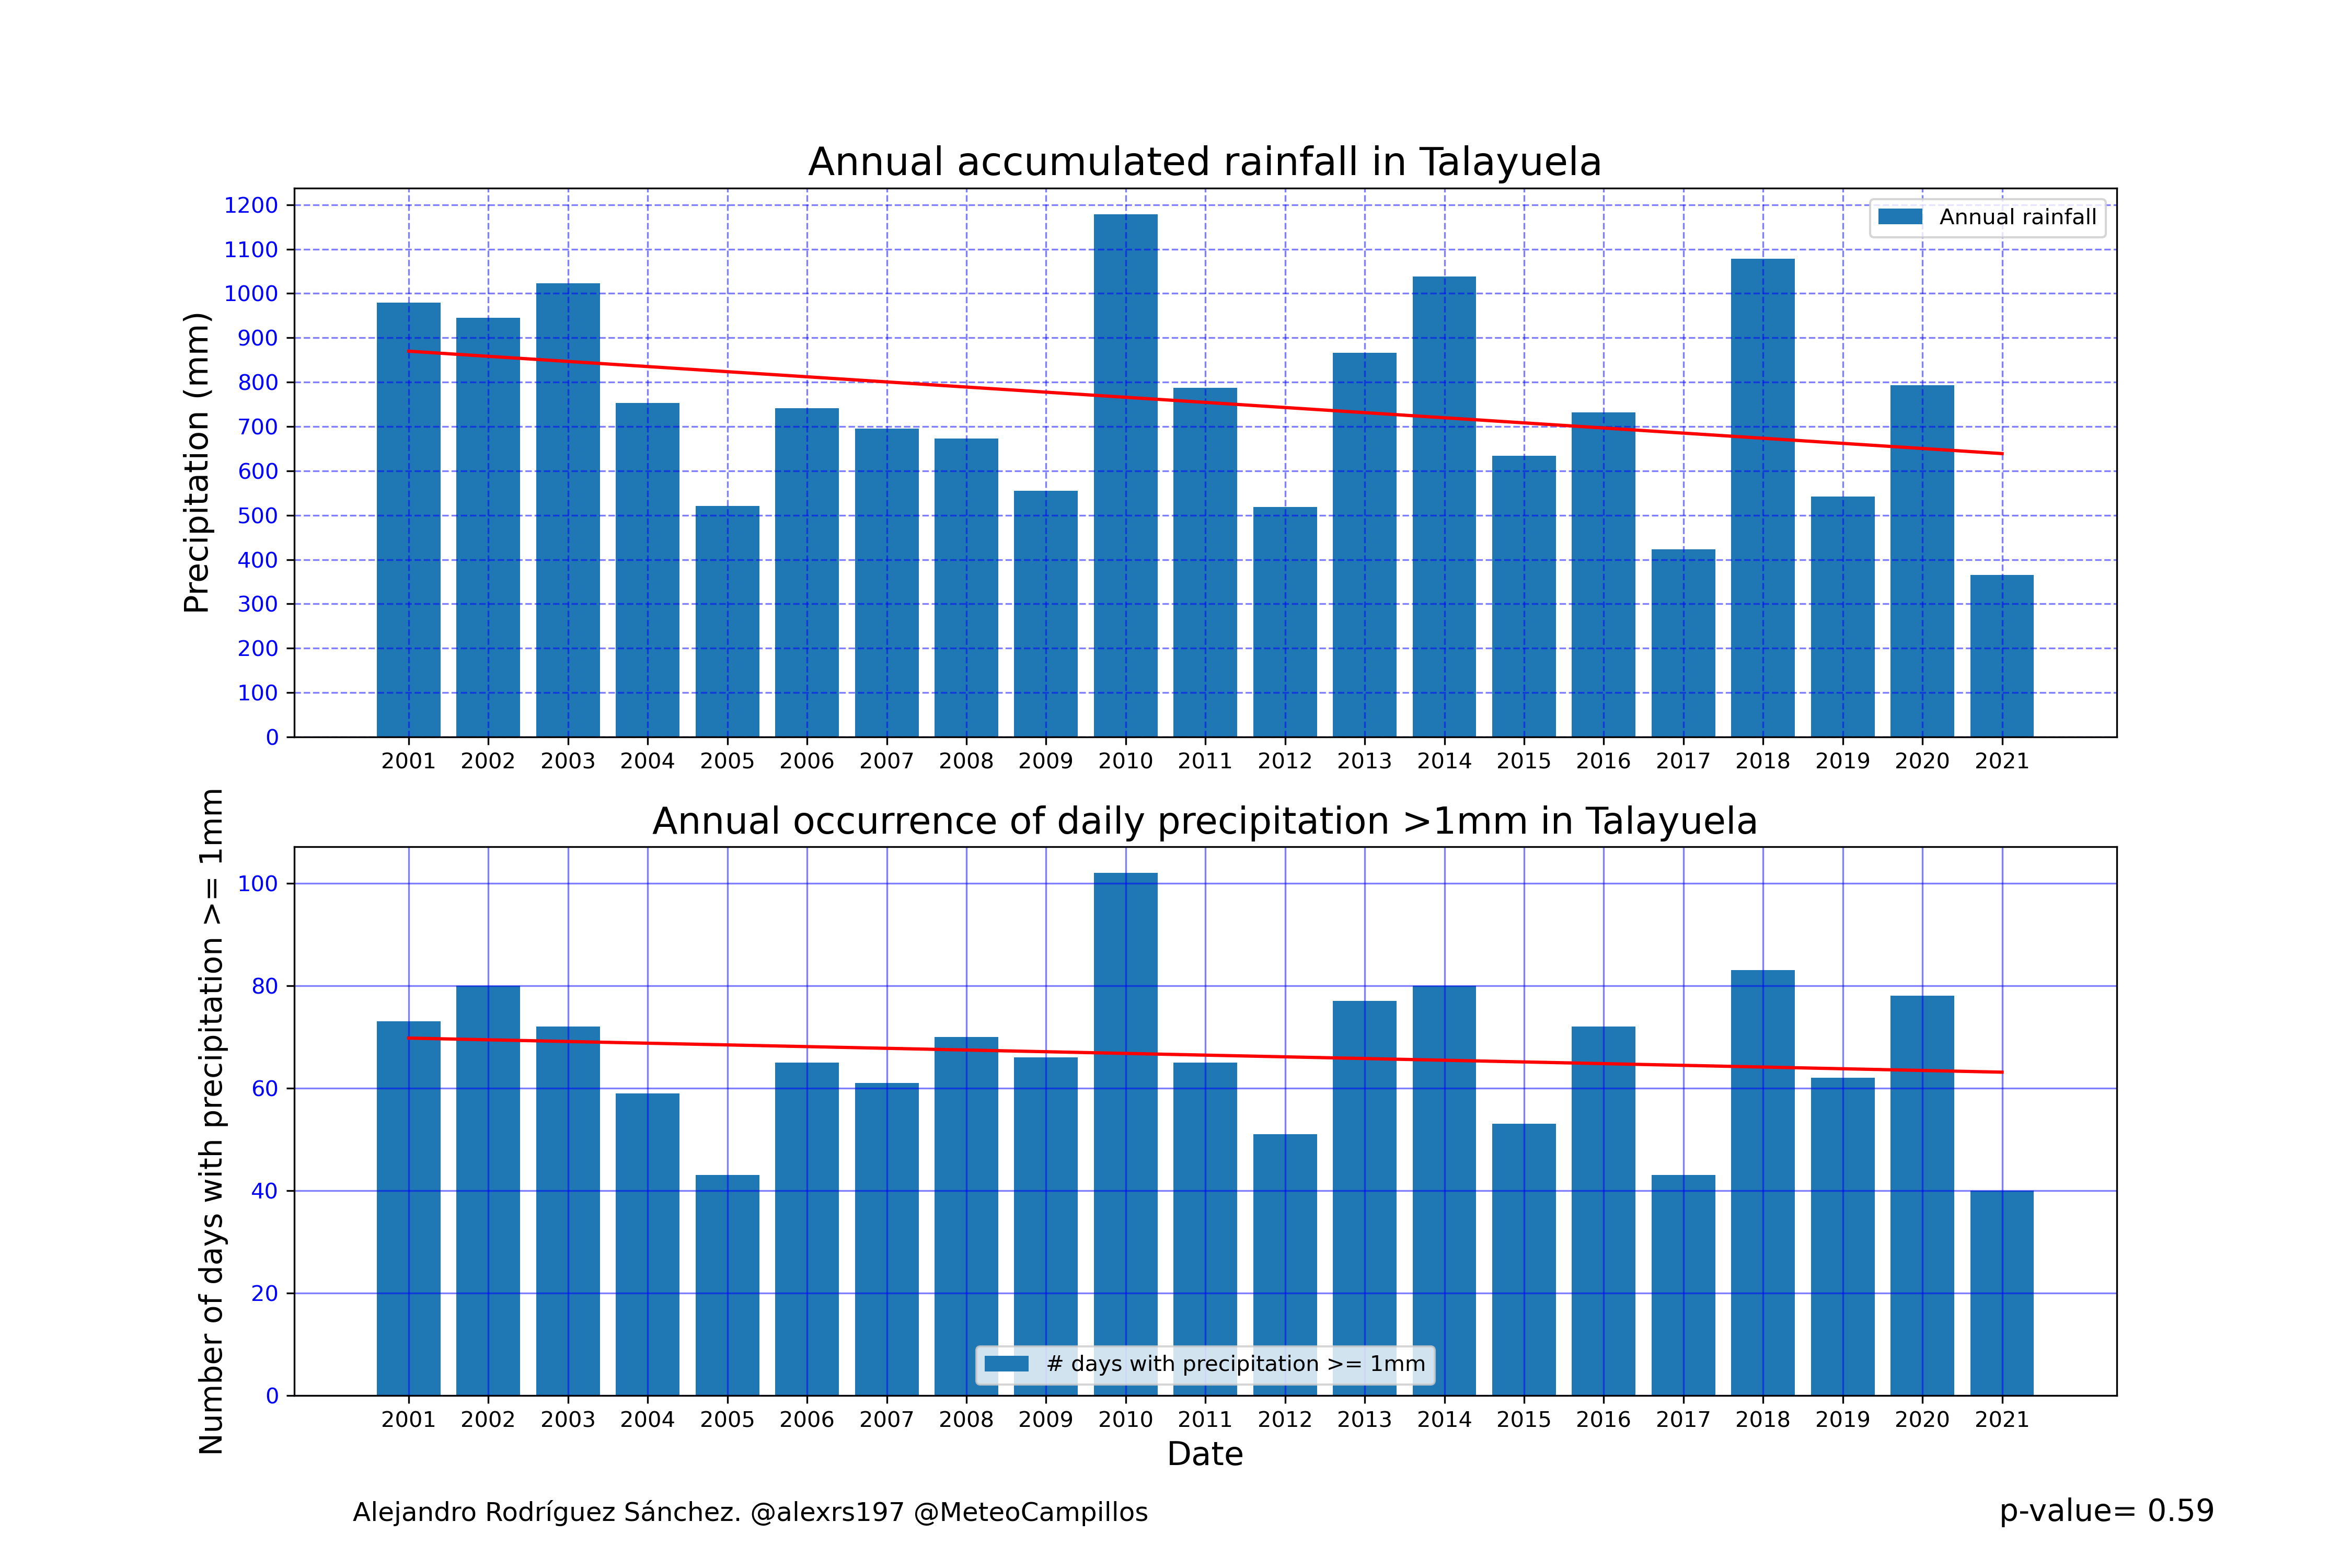 Annual accumulated rainfall in Talayuela
Precipitation (mm)
1200
1100
1000
900
800
700
600
500
400
300
200
100
0
Annual rainfall
2001 2002 2003 2004 2005 2006 2007 2008 2009 2010 2011 2012 2013 2014 2015 2016 2017 2018 2019 2020 2021
Annual occurrence of daily precipitation >1mm in Talayuela
Number of days with precipitation >= 1mm
100
80
60
40
20
0
# days with precipitation >= 1mm
2001 2002 2003 2004 2005 2006 2007 2008 2009 2010 2011 2012 2013 2014 2015 2016 2017 2018 2019 2020 2021
Date
Alejandro Rodríguez Sánchez. @alexrs197 @MeteoCampillos
p-value= 0.59